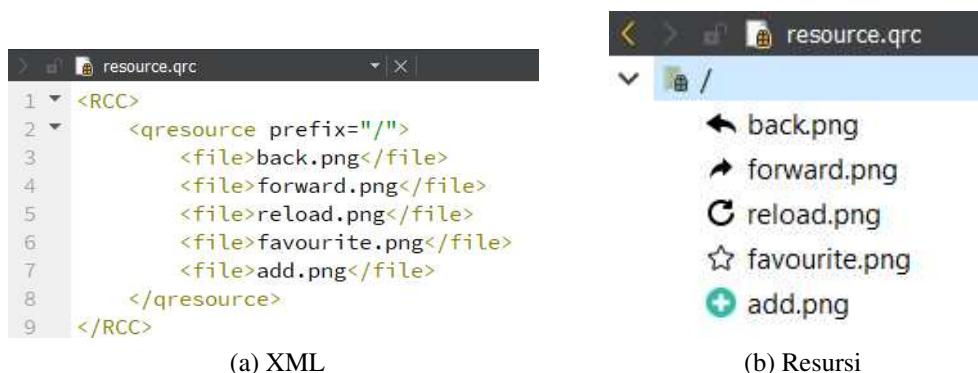 resource.qrc
1 <RCC>
2 <qresource prefix="/">
3 <file>back.png</file>
4 <file>forward.png</file>
5 <file>reload.png</file>
6 <file>favourite.png</file>
7 <file>add.png</file>
8 </qresource>
9 </RCC>
(a) XML
resource.qrc
/
back.png
forward.png
reload.png
favourite.png
add.png
(b) Resursi